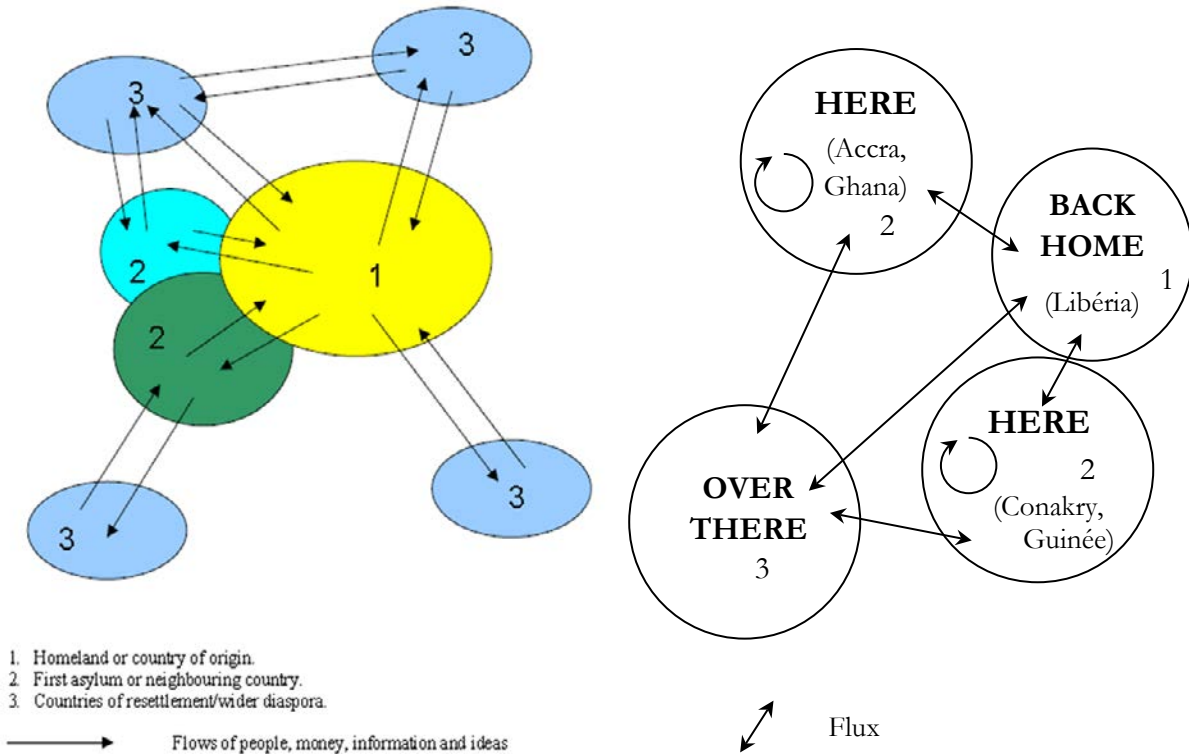 3
3
2
1
2
3
3
1. Homeland or country of origin.
2. First asylum or neighbouring country.
3. Countries of resettlement/wider diaspora.
Flows of people, money, information and ideas
HERE
(Accra,
Ghana)
2
BACK
HOME
1
(Libéria)
HERE
2
(Conakry,
Guinée)
OVER
THERE
3
Flux